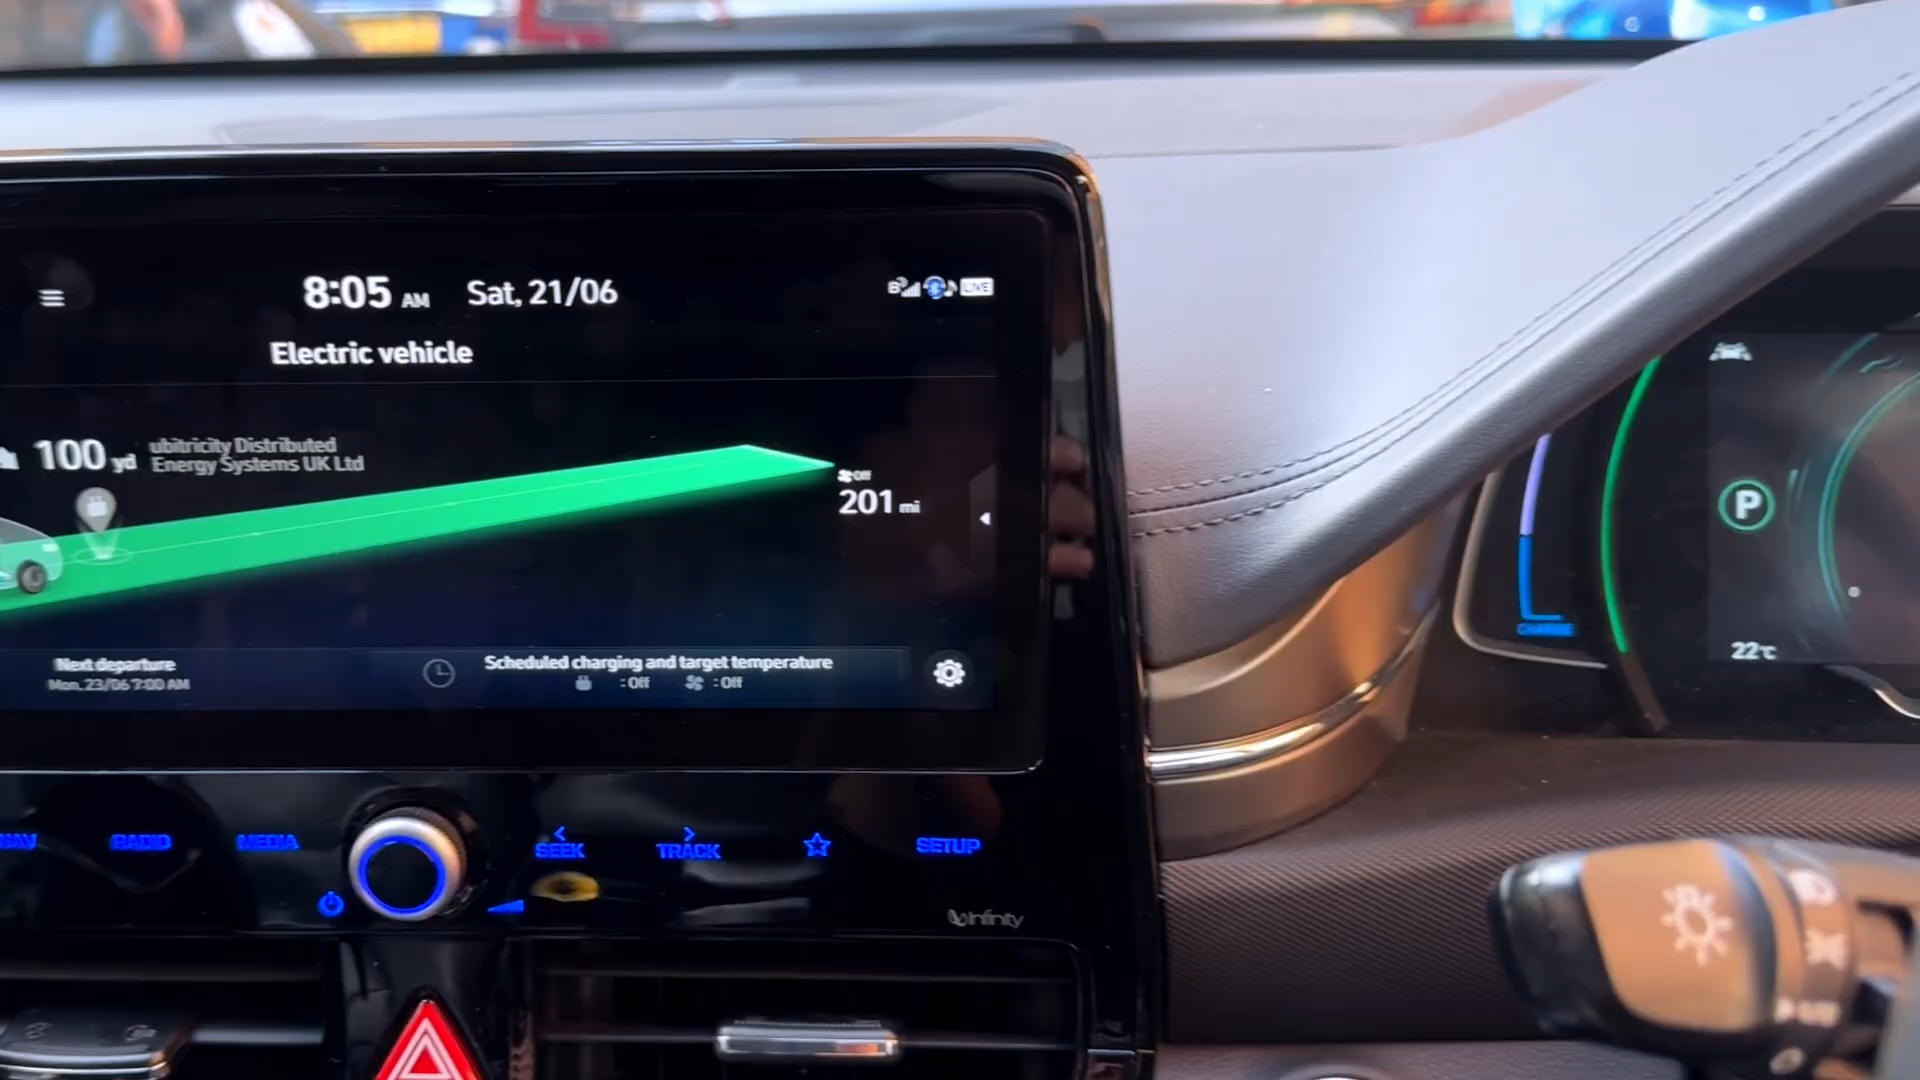 8:05 AM Sat, 21/06
LIVE
Electric vehicle
100 yd
ubitricity Distributed
Energy Systems UK Ltd
Off
201 mi
Next departure
Mon, 23/06 7:00 AM
Scheduled charging and target temperature
: Off : Off
P
CHARGE
22°C
NAV RADIO MEDIA
SEEK
TRACK
SETUP
Infinity